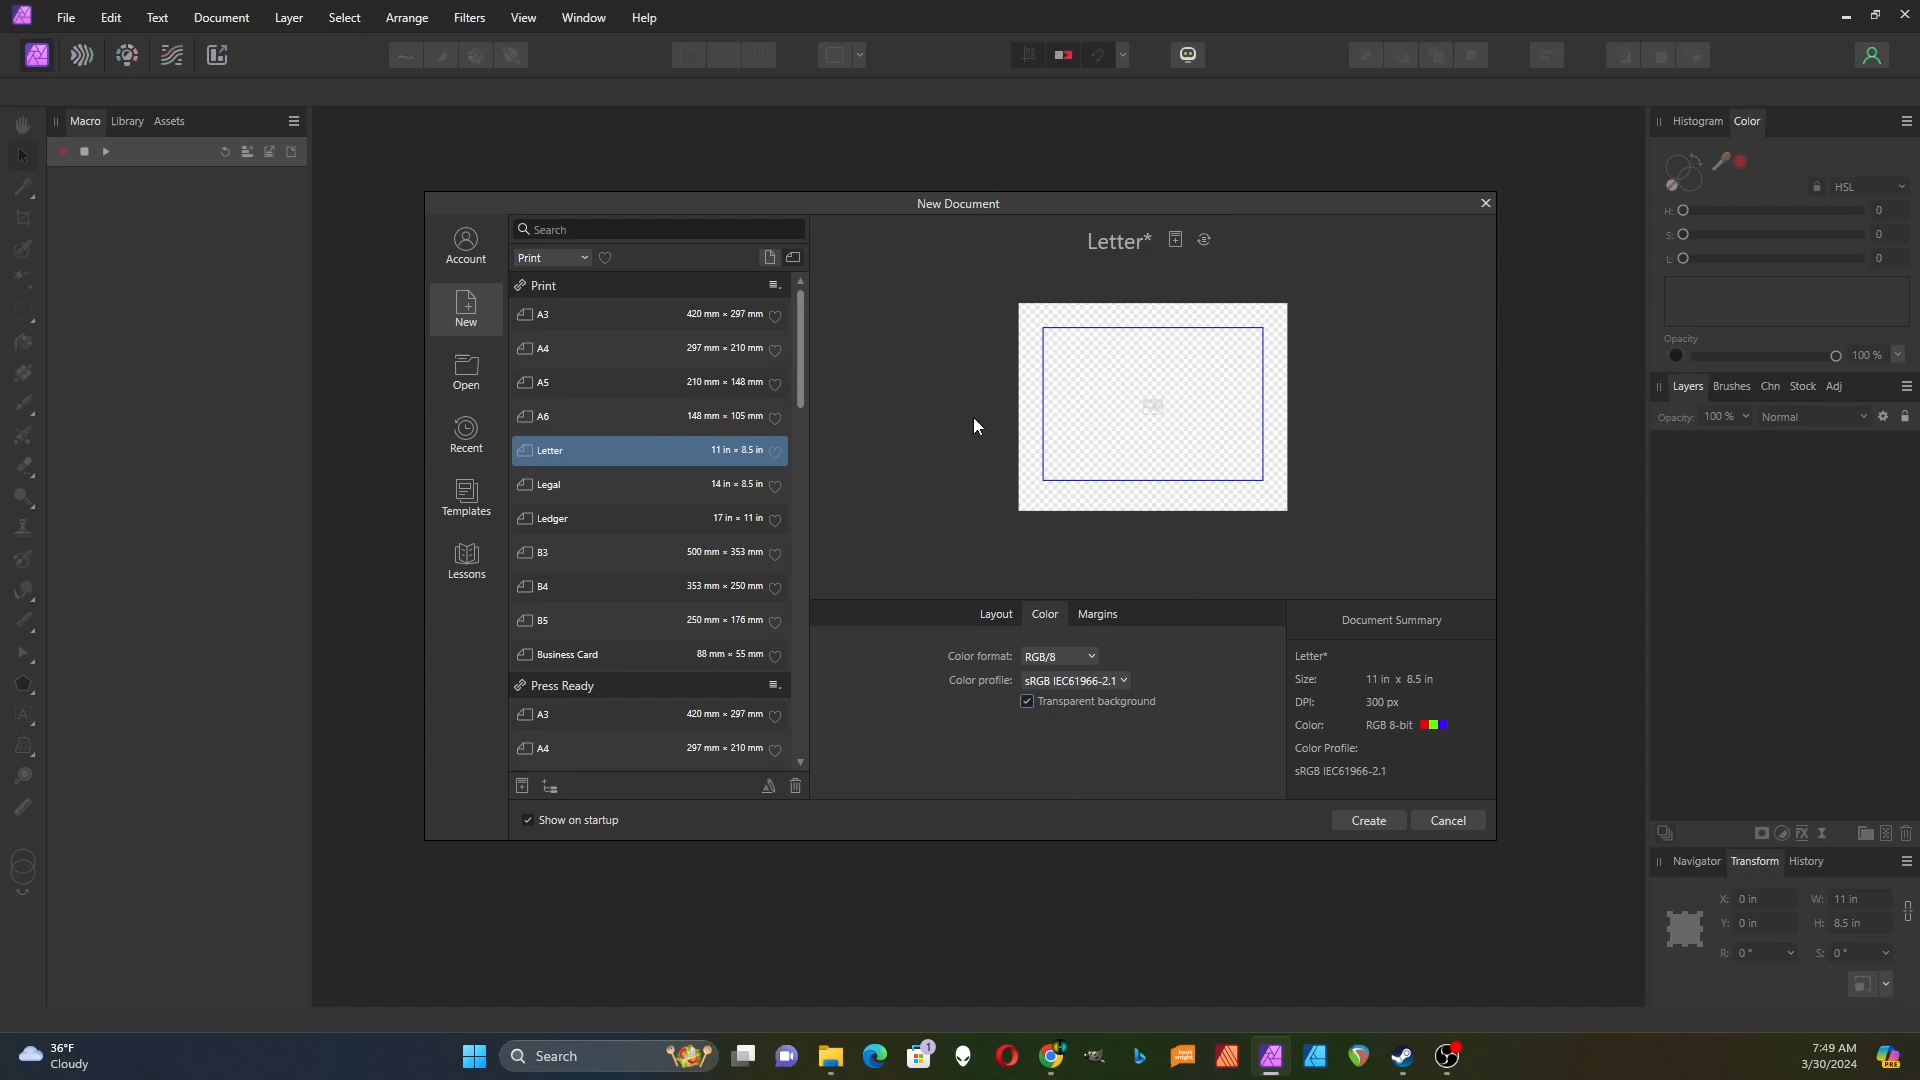 File Edit Text Document Layer Select Arrange Filters View Window Help
Macro Library Assets
Histogram Color
HSL
H: 0
S: 0
L: 0
Opacity
100 %
Layers Brushes Chn Stock Adj
Opacity: 100 % Normal
New Document
Account
New
Open
Recent
Templates
Lessons
Search
Print
Print
A3 420 mm × 297 mm
A4 297 mm × 210 mm
A5 210 mm × 148 mm
A6 148 mm × 105 mm
Letter 11 in × 8.5 in
Legal 14 in × 8.5 in
Ledger 17 in × 11 in
B3 500 mm × 353 mm
B4 353 mm × 250 mm
B5 250 mm × 176 mm
Business Card 88 mm × 55 mm
Press Ready
A3 420 mm × 297 mm
A4 297 mm × 210 mm
Show on startup
Letter*
Layout Color Margins
Color format: RGB/8
Color profile: sRGB IEC61966-2.1
Transparent background
Document Summary
Letter*
Size: 11 in x 8.5 in
DPI: 300 px
Color: RGB 8-bit
Color Profile:
sRGB IEC61966-2.1
Create Cancel
Navigator Transform History
X: 0 in W: 11 in
Y: 0 in H: 8.5 in
R: 0 ° S: 0 °
36°F
Cloudy
Search
1
book
wright
7:49 AM
3/30/2024
PRE